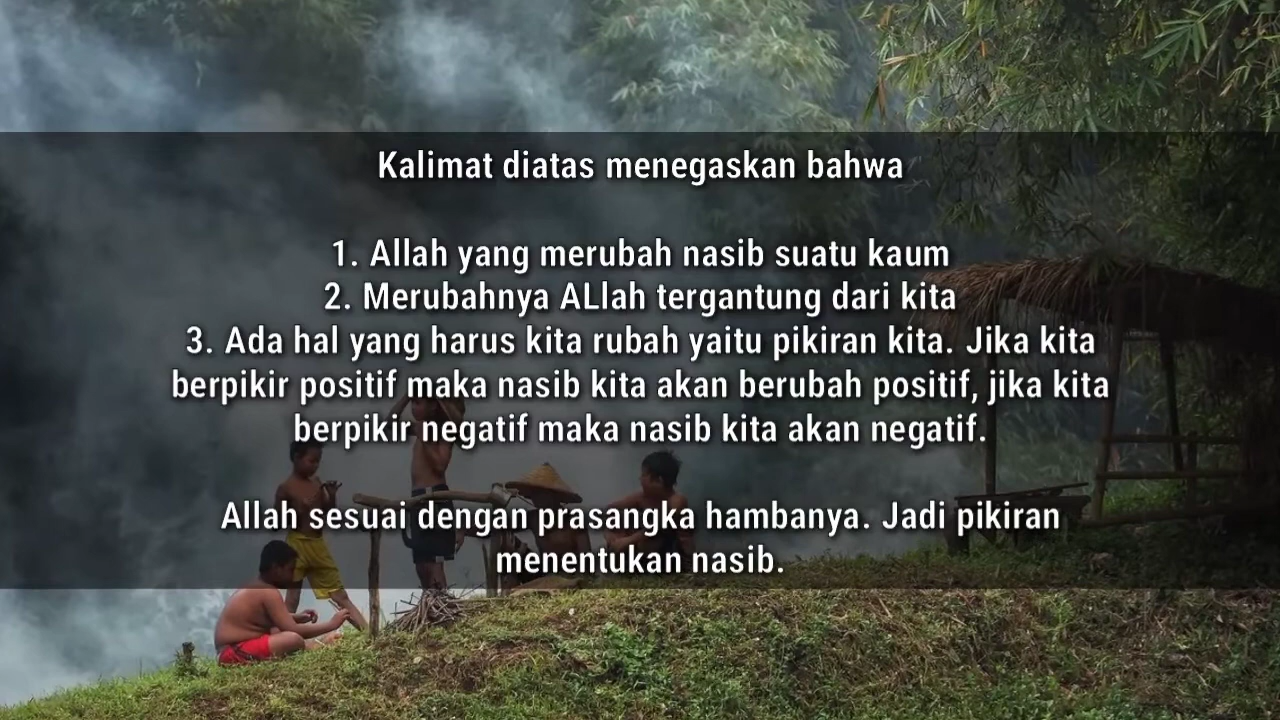 Kalimat diatas menegaskan bahwa
1. Allah yang merubah nasib suatu kaum
2. Merubahnya ALlah tergantung dari kita
3. Ada hal yang harus kita rubah yaitu pikiran kita. Jika kita
berpikir positif maka nasib kita akan berubah positif, jika kita
berpikir negatif maka nasib kita akan negatif.
Allah sesuai dengan prasangka hambanya. Jadi pikiran
menentukan nasib.